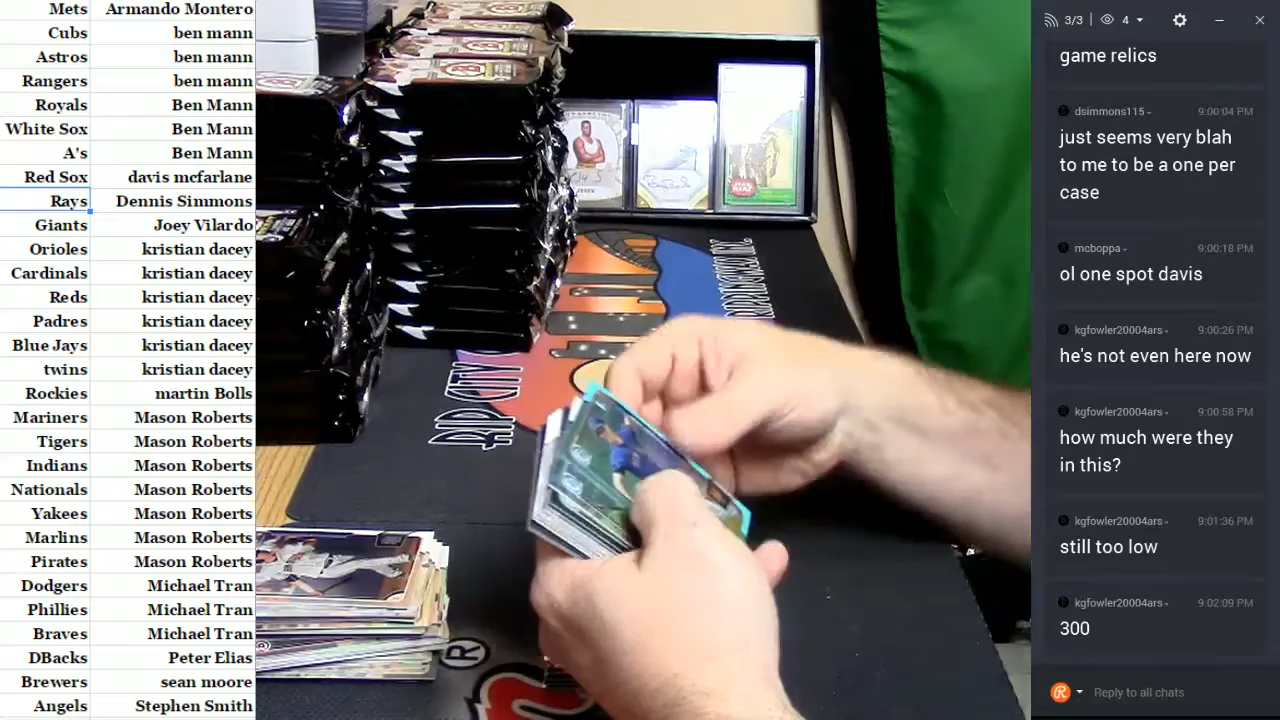 Mets Armando Montero
Cubs ben mann
Astros ben mann
Rangers ben mann
Royals Ben Mann
White Sox Ben Mann
A's Ben Mann
Red Sox davis mcfarlane
Rays Dennis Simmons
Giants Joey Vilardo
Orioles kristian dacey
Cardinals kristian dacey
Reds kristian dacey
Padres kristian dacey
Blue Jays kristian dacey
twins kristian dacey
Rockies martin Bolls
Mariners Mason Roberts
Tigers Mason Roberts
Indians Mason Roberts
Nationals Mason Roberts
Yakees Mason Roberts
Marlins Mason Roberts
Pirates Mason Roberts
Dodgers Michael Tran
Phillies Michael Tran
Braves Michael Tran
DBacks Peter Elias
Brewers sean moore
Angels Stephen Smith
STAR WARS
RIP CITY
R
3/3 4
game relics
dsimmons115 9:00:04 PM
just seems very blah
to me to be a one per
case
mcboppa 9:00:18 PM
ol one spot davis
kgfowler20004ars 9:00:26 PM
he's not even here now
kgfowler20004ars 9:00:58 PM
how much were they
in this?
kgfowler20004ars 9:01:36 PM
still too low
kgfowler20004ars 9:02:09 PM
300
Reply to all chats